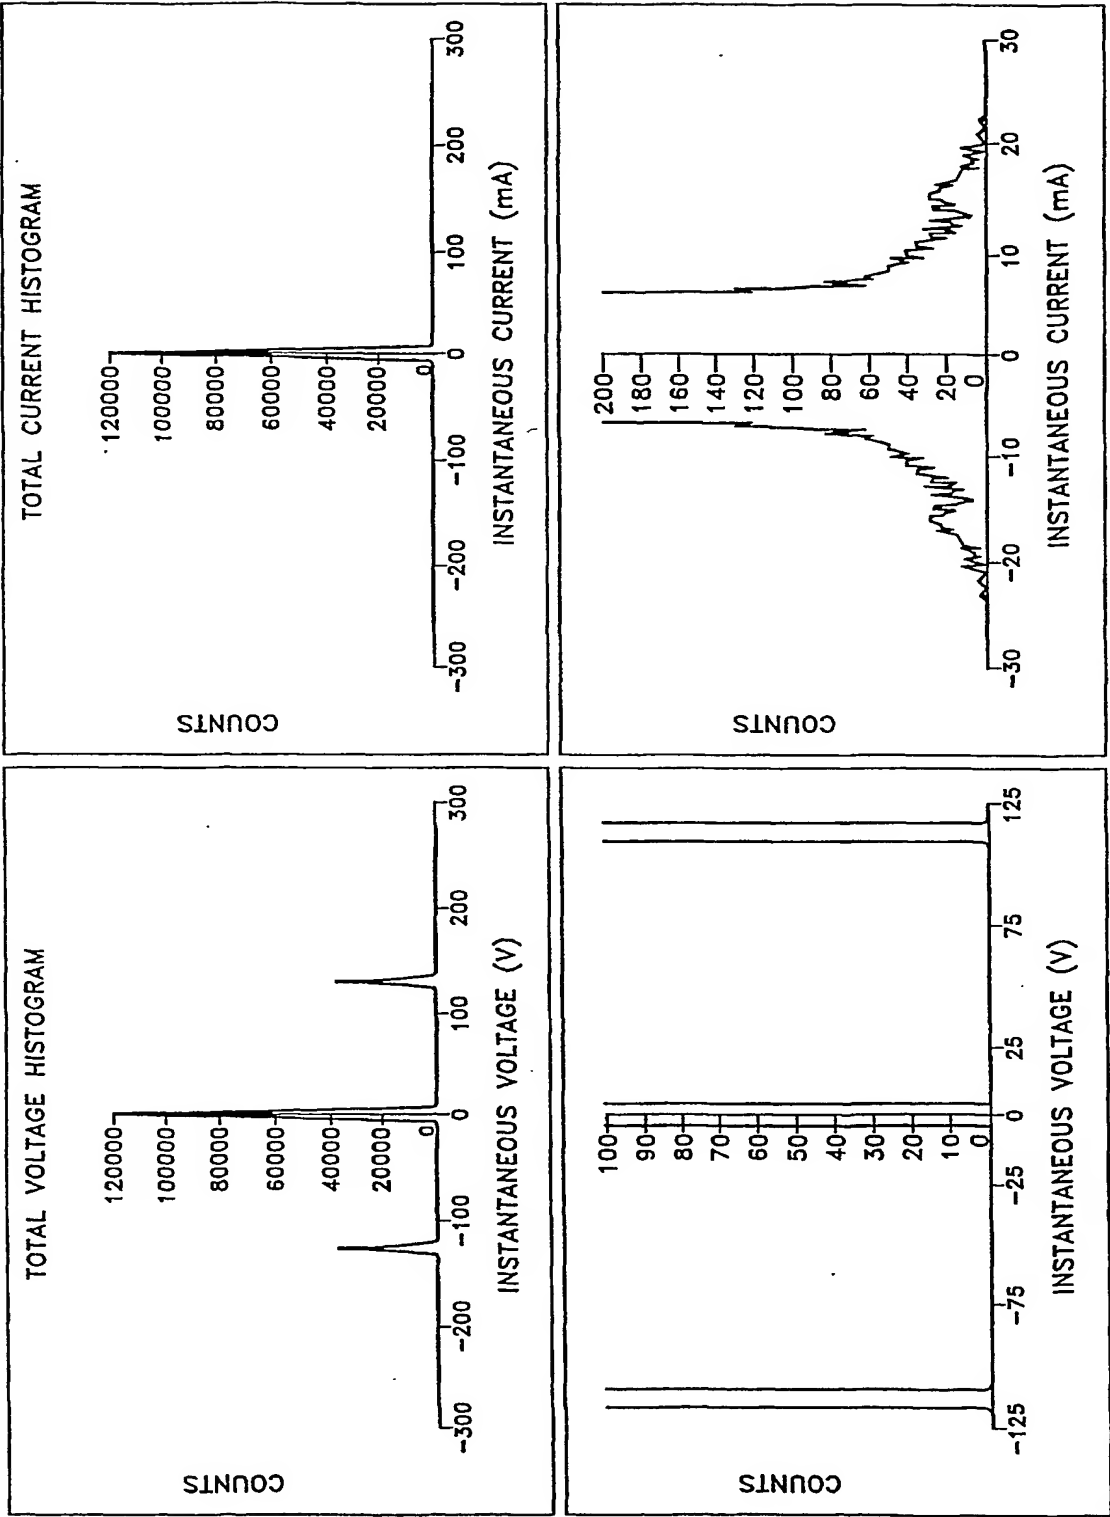 TOTAL VOLTAGE HISTOGRAM
COUNTS
120000
100000
80000
60000
40000
20000
0
-300 -200 -100 0 100 200 300
INSTANTANEOUS VOLTAGE (V)
TOTAL CURRENT HISTOGRAM
COUNTS
120000
100000
80000
60000
40000
20000
0
-300 -200 -100 0 100 200 300
INSTANTANEOUS CURRENT (mA)
COUNTS
100
90
80
70
60
50
40
30
20
10
0
-125 -75 -25 0 25 75 125
INSTANTANEOUS VOLTAGE (V)
COUNTS
200
180
160
140
120
100
80
60
40
20
0
-30 -20 -10 0 10 20 30
INSTANTANEOUS CURRENT (mA)